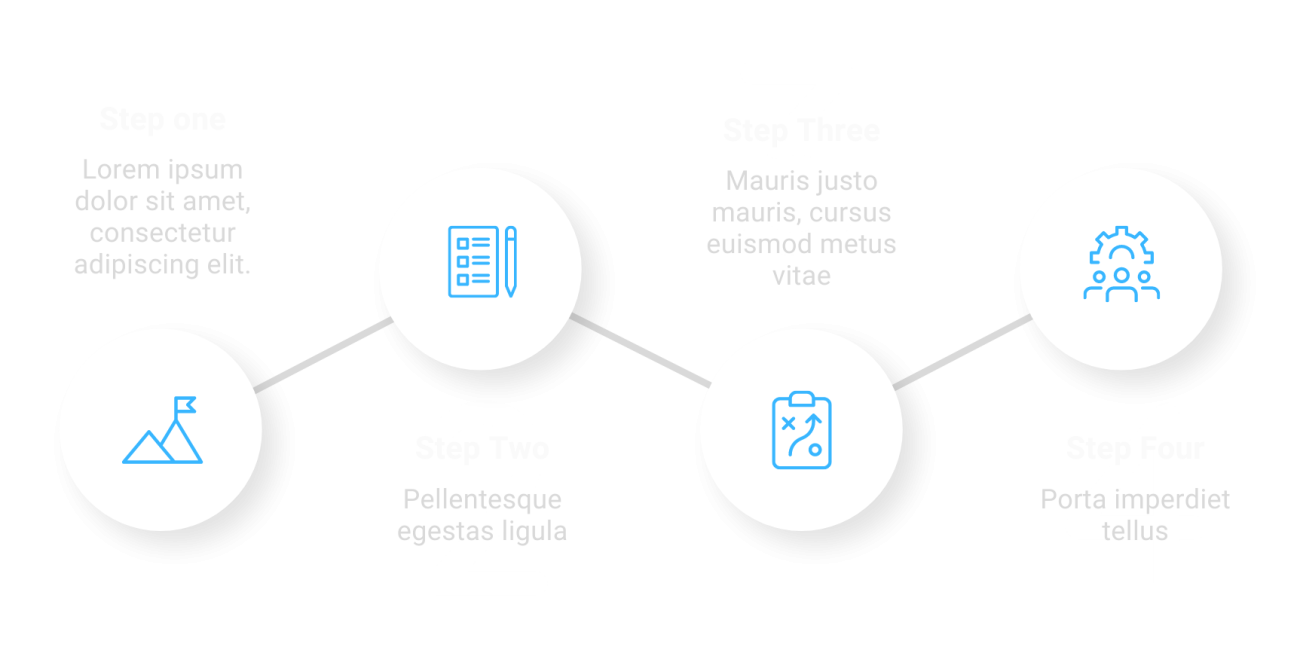 Step one
Lorem ipsum
dolor sit amet,
consectetur
adipiscing elit.
Step Two
Pellentesque
egestas ligula
Step Three
Mauris justo
mauris, cursus
euismod metus
vitae
Step Four
Porta imperdiet
tellus